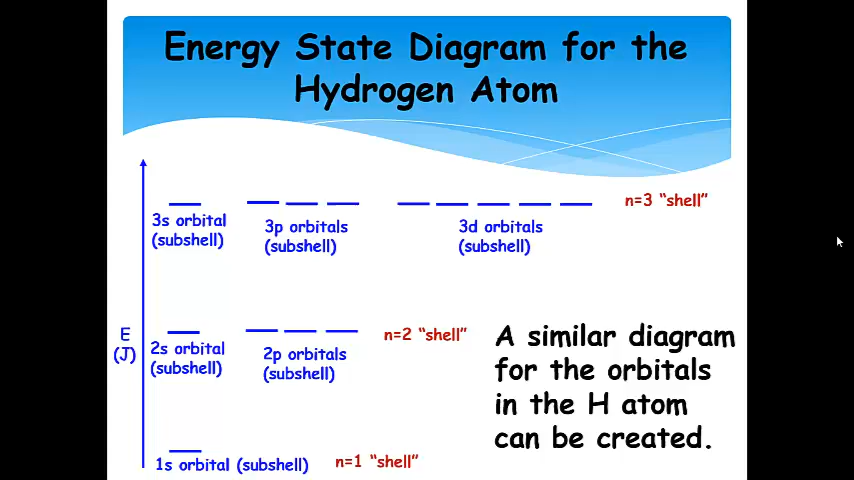 Energy State Diagram for the
Hydrogen Atom
n=3 “shell”
3s orbital
(subshell)
3p orbitals
(subshell)
3d orbitals
(subshell)
E
(J)
n=2 “shell”
2s orbital
(subshell)
2p orbitals
(subshell)
A similar diagram
for the orbitals
in the H atom
can be created.
1s orbital (subshell)
n=1 “shell”